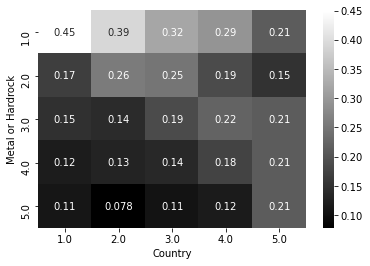 0.45
1.0 0.45 0.39 0.32 0.29 0.21
0.40
2.0 0.17 0.26 0.25 0.19 0.15
0.35
0.30
3.0 0.15 0.14 0.19 0.22 0.21
0.25
4.0 0.12 0.13 0.14 0.18 0.21
0.20
0.15
5.0 0.11 0.078 0.11 0.12 0.21
0.10
Metal or Hardrock
1.0 2.0 3.0 4.0 5.0
Country